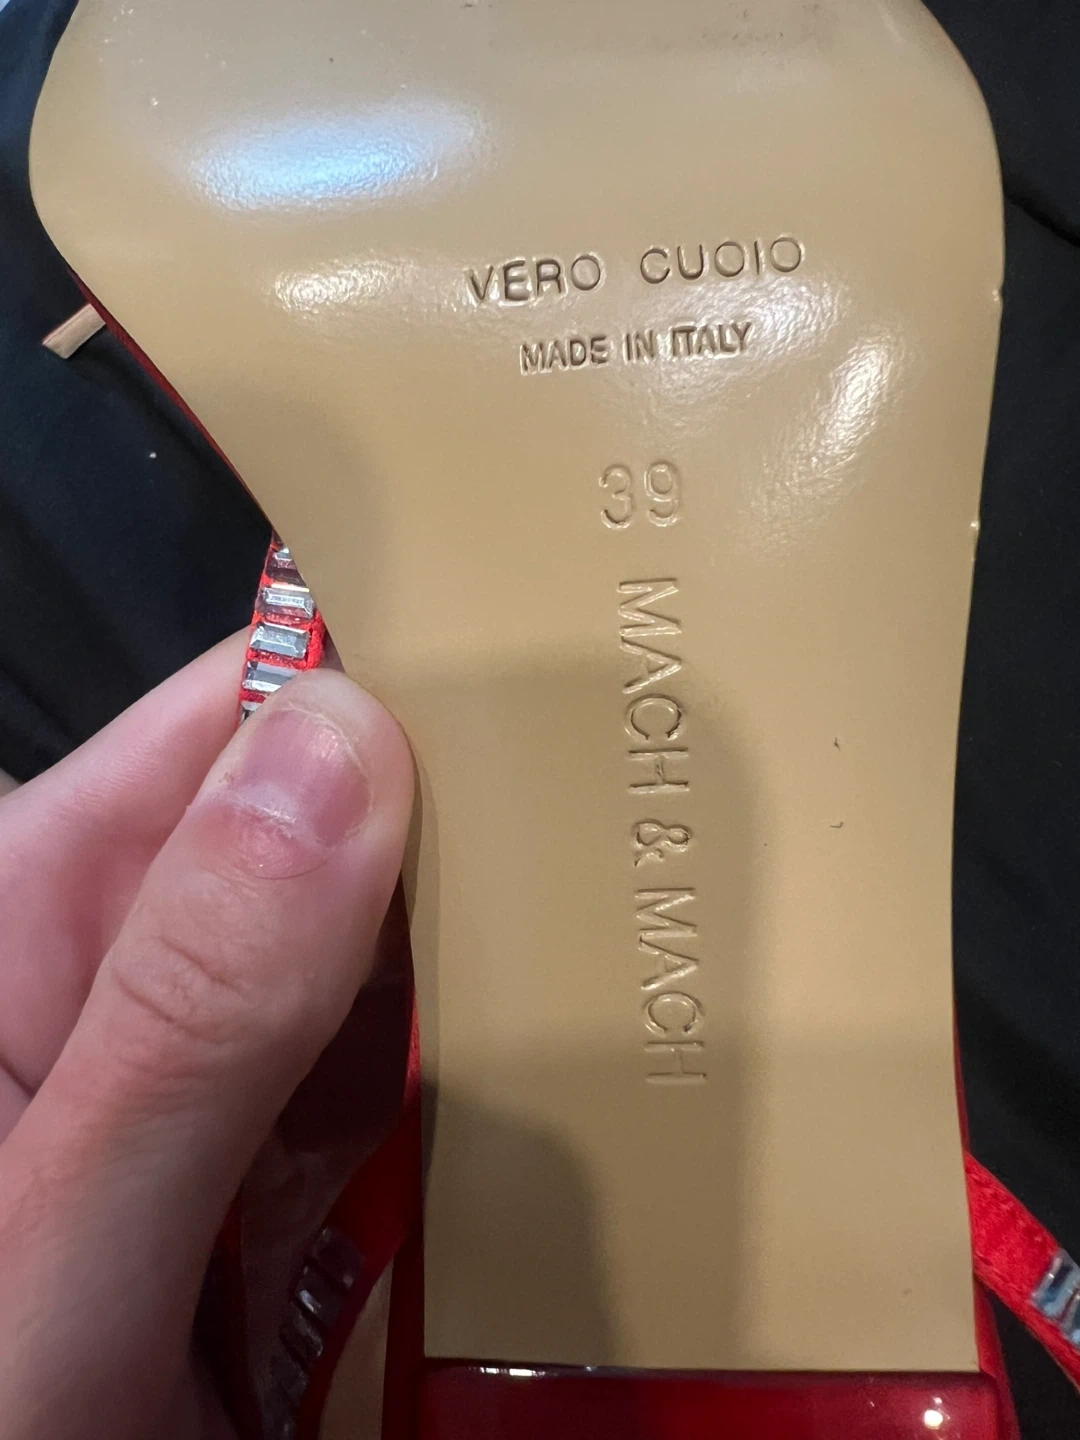 VERO CUOIO
MADE IN ITALY
39
MACH & MACH